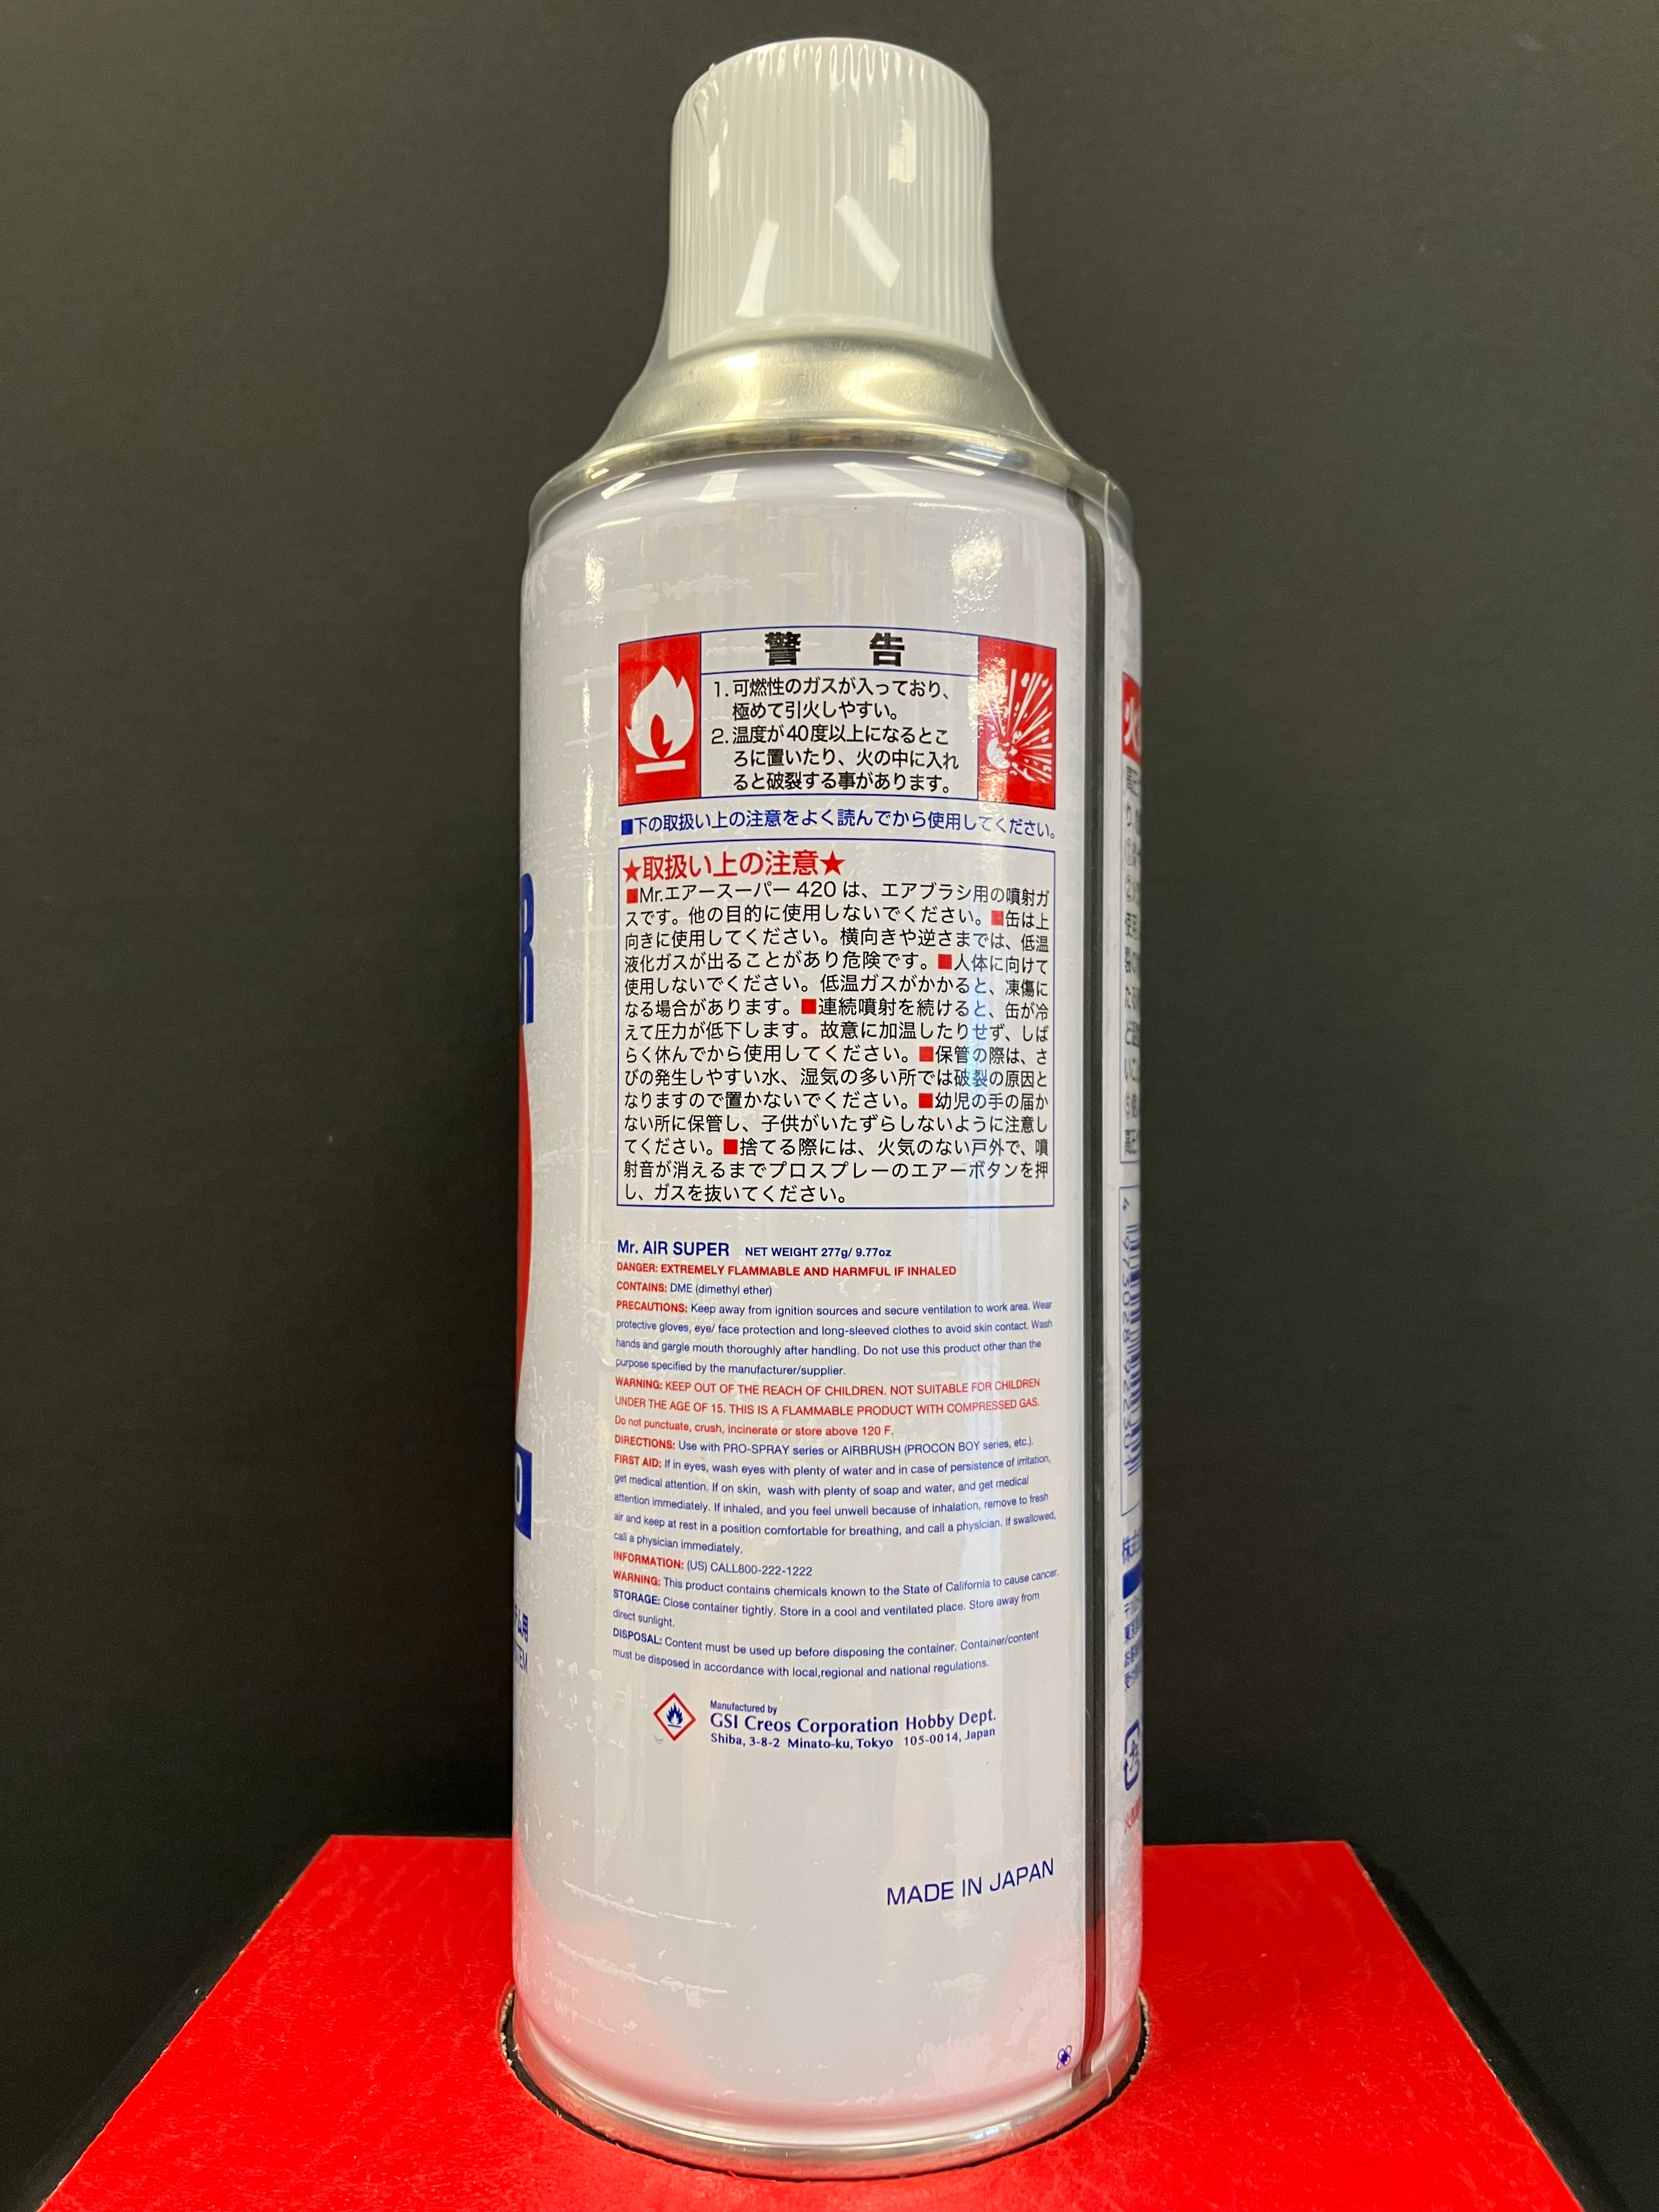 警告
1. 可燃性のガスが入っており、
極めて引火しやすい。
2. 温度が40度以上になるとこ
ろに置いたり、火の中に入れ
ると破裂する事があります。
■下の取扱い上の注意をよく読んでから使用してください。
★取扱い上の注意★
■Mr.エアースーパー 420 は、エアブラシ用の噴射ガ
スです。他の目的に使用しないでください。■缶は上
向きに使用してください。横向きや逆さまでは、低温
液化ガスが出ることがあり危険です。■人体に向けて
使用しないでください。低温ガスがかかると、凍傷に
なる場合があります。■連続噴射を続けると、缶が冷
えて圧力が低下します。故意に加温したりせず、しば
らく休んでから使用してください。■保管の際は、さ
びの発生しやすい水、湿気の多い所では破裂の原因と
なりますので置かないでください。■幼児の手の届か
ない所に保管し、子供がいたずらしないように注意し
てください。■捨てる際には、火気のない戸外で、噴
射音が消えるまでプロスプレーのエアーボタンを押
し、ガスを抜いてください。
Mr. AIR SUPER NET WEIGHT 277g/ 9.77oz
DANGER: EXTREMELY FLAMMABLE AND HARMFUL IF INHALED
CONTAINS: DME (dimethyl ether)
PRECAUTIONS: Keep away from ignition sources and secure ventilation to work area. Wear
protective gloves, eye/ face protection and long-sleeved clothes to avoid skin contact. Wash
hands and gargle mouth thoroughly after handling. Do not use this product other than the
purpose specified by the manufacturer/supplier.
WARNING: KEEP OUT OF THE REACH OF CHILDREN. NOT SUITABLE FOR CHILDREN
UNDER THE AGE OF 15. THIS IS A FLAMMABLE PRODUCT WITH COMPRESSED GAS.
Do not punctuate, crush, incinerate or store above 120 F.
DIRECTIONS: Use with PRO-SPRAY series or AIRBRUSH (PROCON BOY series, etc.).
FIRST AID: If in eyes, wash eyes with plenty of water and in case of persistence of irritation,
get medical attention. If on skin, wash with plenty of soap and water, and get medical
attention immediately. If inhaled, and you feel unwell because of inhalation, remove to fresh
air and keep at rest in a position comfortable for breathing, and call a physician. If swallowed,
call a physician immediately.
INFORMATION: (US) CALL800-222-1222
WARNING: This product contains chemicals known to the State of California to cause cancer.
STORAGE: Close container tightly. Store in a cool and ventilated place. Store away from
direct sunlight.
DISPOSAL: Content must be used up before disposing the container. Container/content
must be disposed in accordance with local,regional and national regulations.
Manufactured by
GSI Creos Corporation Hobby Dept.
Shiba, 3-8-2 Minato-ku, Tokyo 105-0014, Japan
MADE IN JAPAN